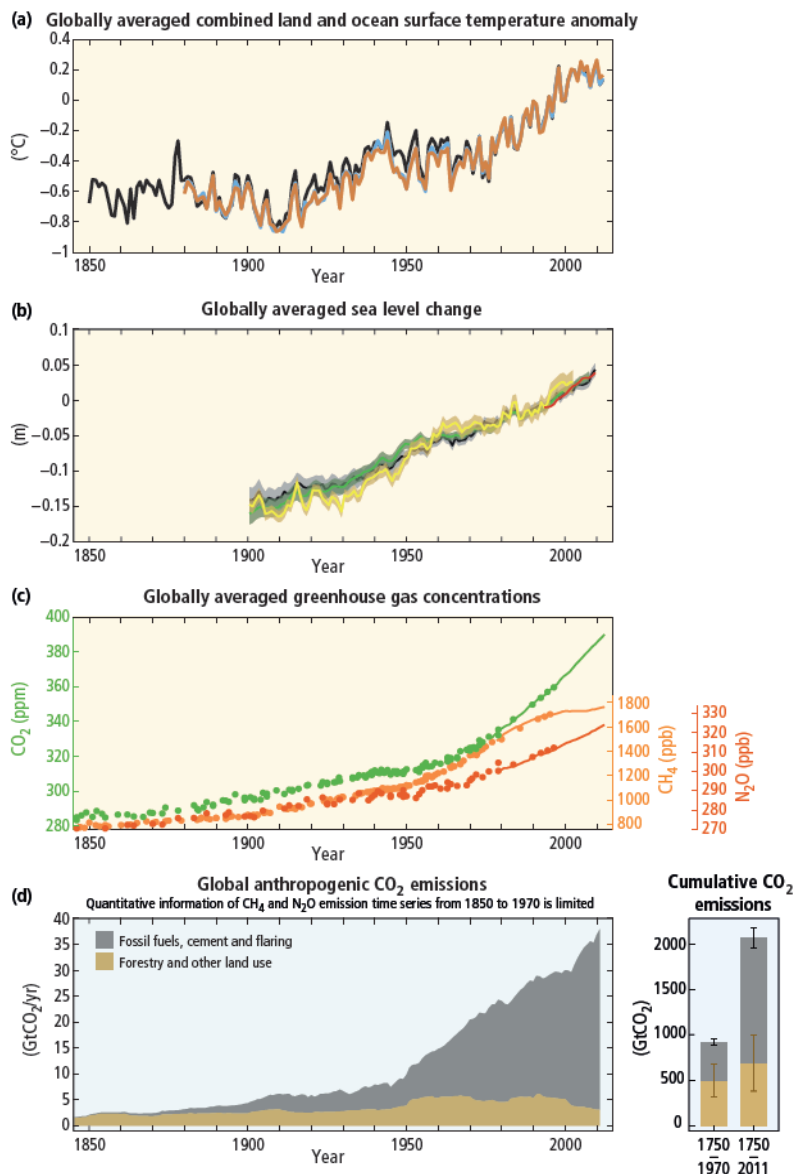 (a) Globally averaged combined land and ocean surface temperature anomaly
0.4
0.2
0
−0.2
−0.4
−0.6
−0.8
−1
(°C)
1850 1900 1950 2000
Year
(b) Globally averaged sea level change
0.1
0.05
0
−0.05
−0.1
−0.15
−0.2
(m)
1850 1900 1950 2000
Year
(c) Globally averaged greenhouse gas concentrations
400
380
360
340
320
300
280
CO2 (ppm)
1800
1600
1400
1200
1000
800
CH4 (ppb)
330
320
310
300
290
280
270
N2O (ppb)
1850 1900 1950 2000
Year
(d) Global anthropogenic CO2 emissions
Quantitative information of CH4 and N2O emission time series from 1850 to 1970 is limited
40
35
30
25
20
15
10
5
0
(GtCO2/yr)
Fossil fuels, cement and flaring
Forestry and other land use
1850 1900 1950 2000
Year
Cumulative CO2
emissions
2000
1500
1000
500
0
(GtCO2)
1750 1750
– –
1970 2011